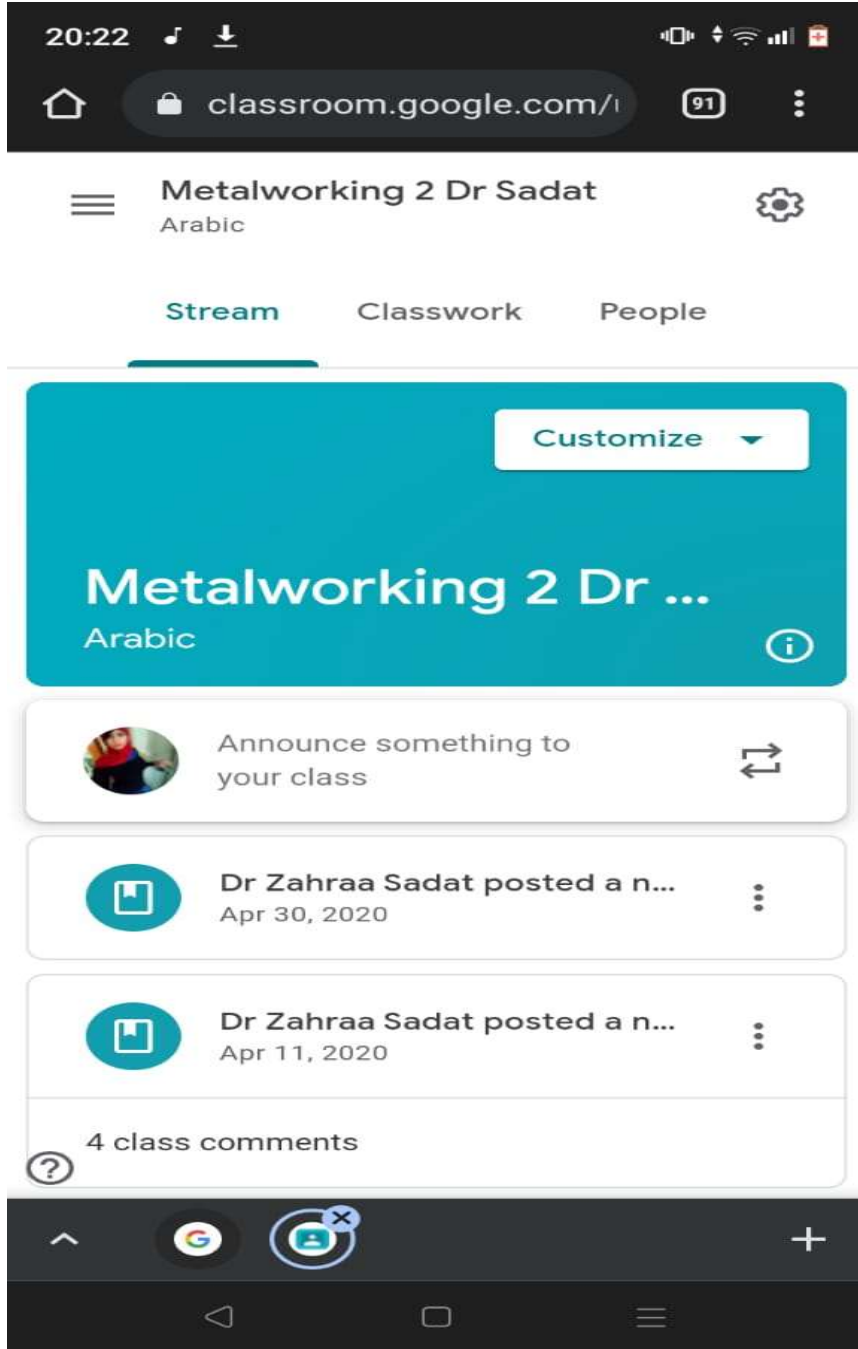 20:22
classroom.google.com/
91
Metalworking 2 Dr Sadat
Arabic
Stream Classwork People
Customize
Metalworking 2 Dr ...
Arabic
Announce something to
your class
Dr Zahraa Sadat posted a n...
Apr 30, 2020
Dr Zahraa Sadat posted a n...
Apr 11, 2020
4 class comments